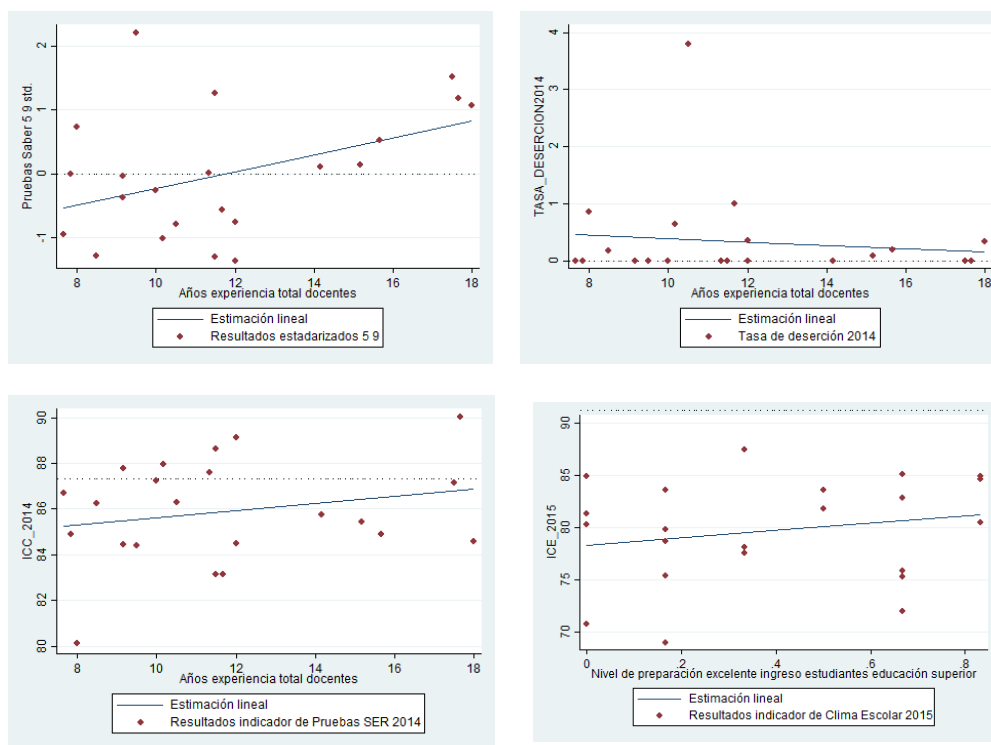 Pruebas Saber 5 9 std.
2
1
0
-1
8 10 12 14 16 18
Años experiencia total docentes
Estimación lineal
Resultados estadarizados 5 9
TASA_DESERCION2014
4
3
2
1
0
8 10 12 14 16 18
Años experiencia total docentes
Estimación lineal
Tasa de deserción 2014
ICC_2014
90
88
86
84
82
80
8 10 12 14 16 18
Años experiencia total docentes
Estimación lineal
Resultados indicador de Pruebas SER 2014
ICE_2015
90
85
80
75
70
0 .2 .4 .6 .8
Nivel de preparación excelente ingreso estudiantes educación superior
Estimación lineal
Resultados indicador de Clima Escolar 2015